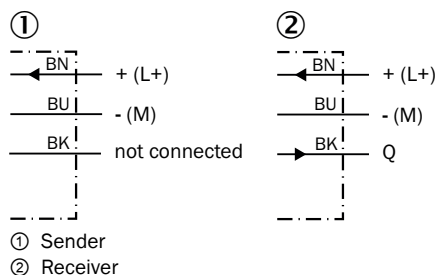 ① ②
BN + (L+) BN + (L+)
BU - (M) BU - (M)
BK not connected BK Q
① Sender
② Receiver